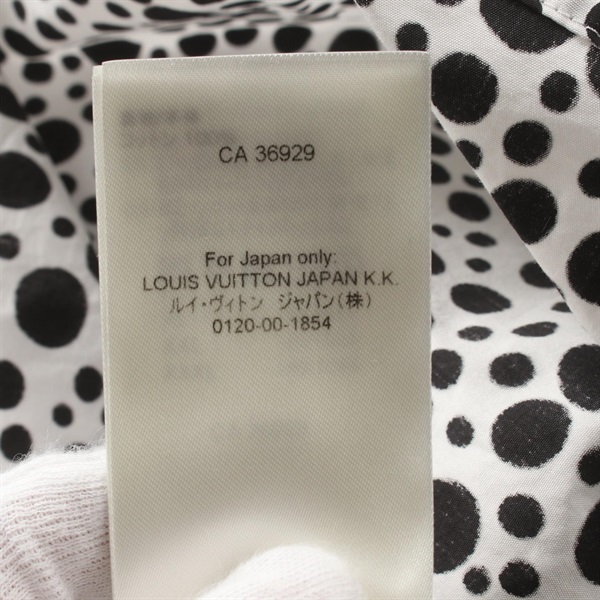 CA 36929
For Japan only:
LOUIS VUITTON JAPAN K.K.
ルイ・ヴィトン ジャパン(株)
0120-00-1854